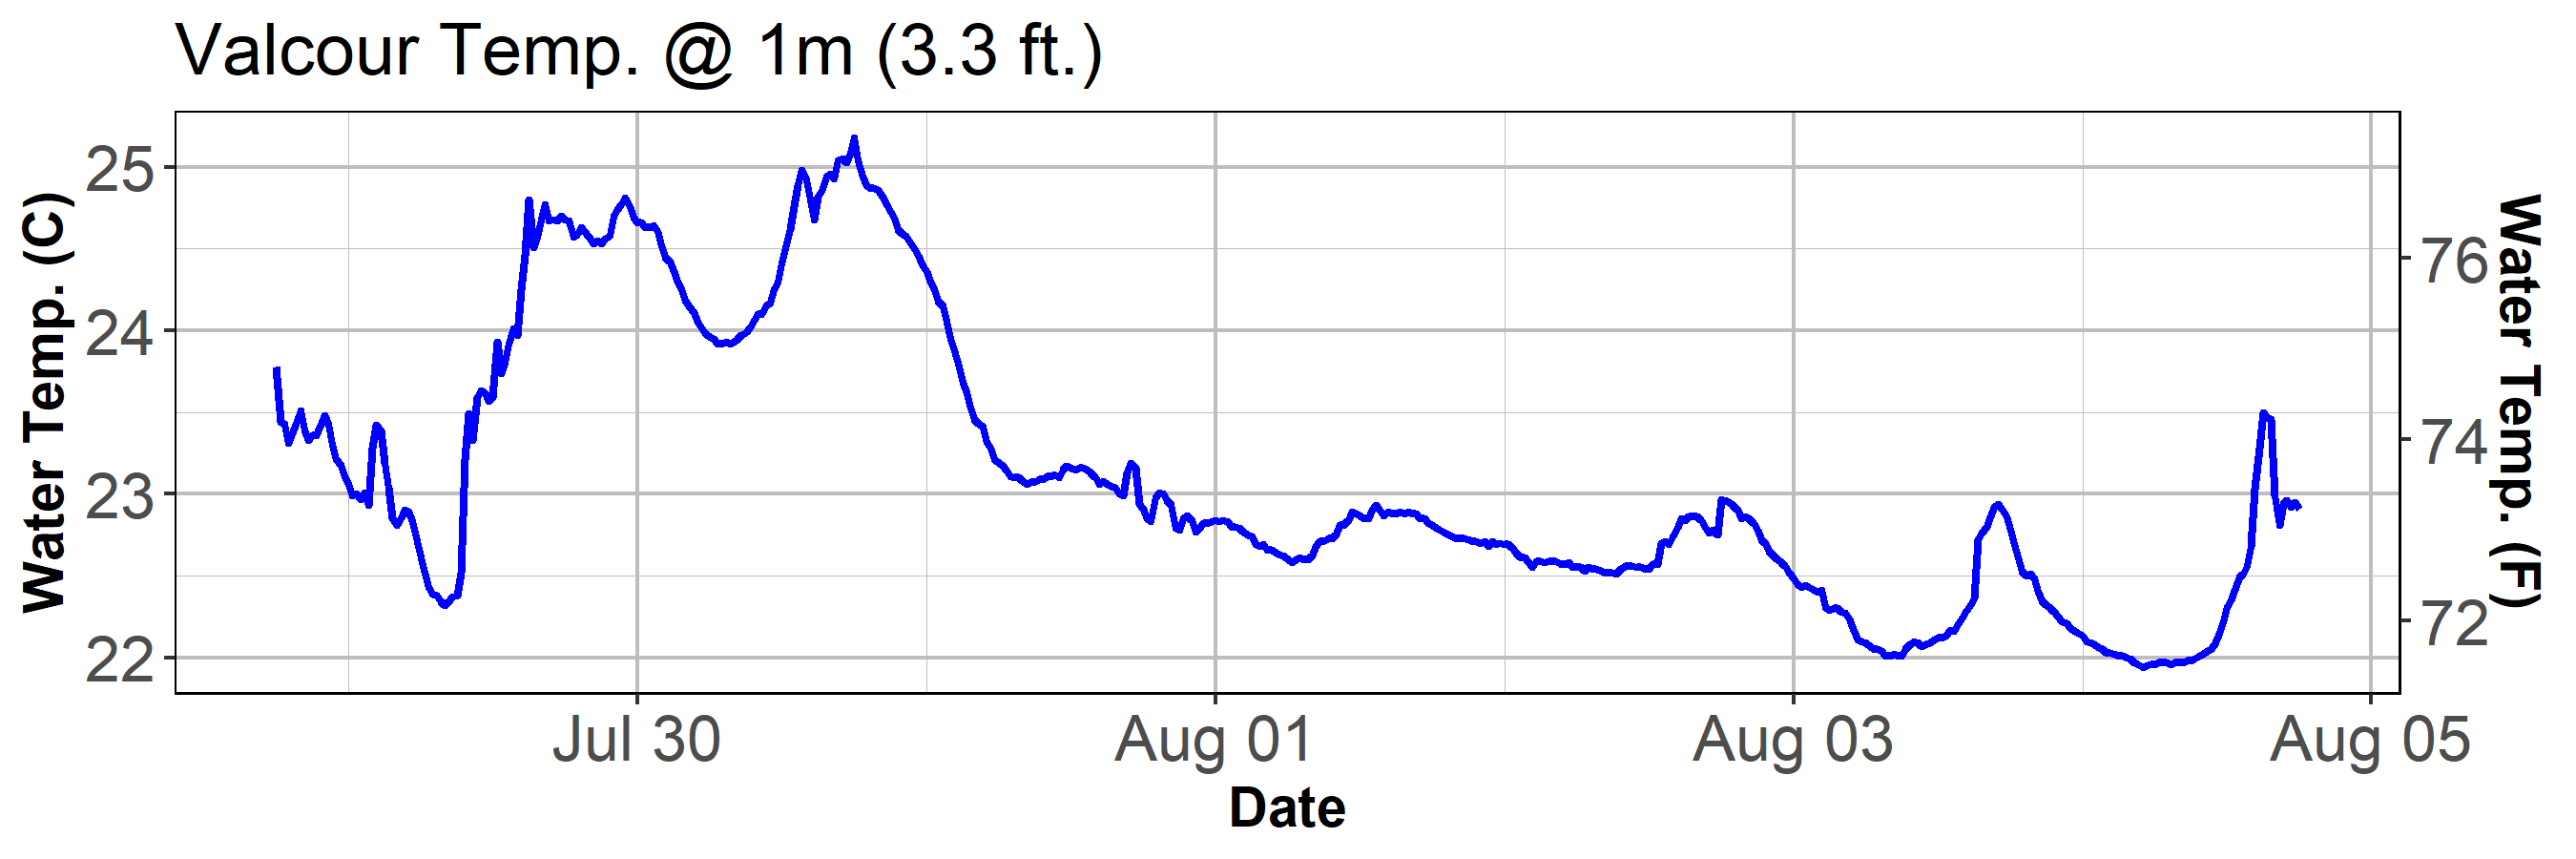 Valcour Temp. @ 1m (3.3 ft.)
Water Temp. (C)
25
24
23
22
76
74
72
Water Temp. (F)
Jul 30
Aug 01
Aug 03
Aug 05
Date